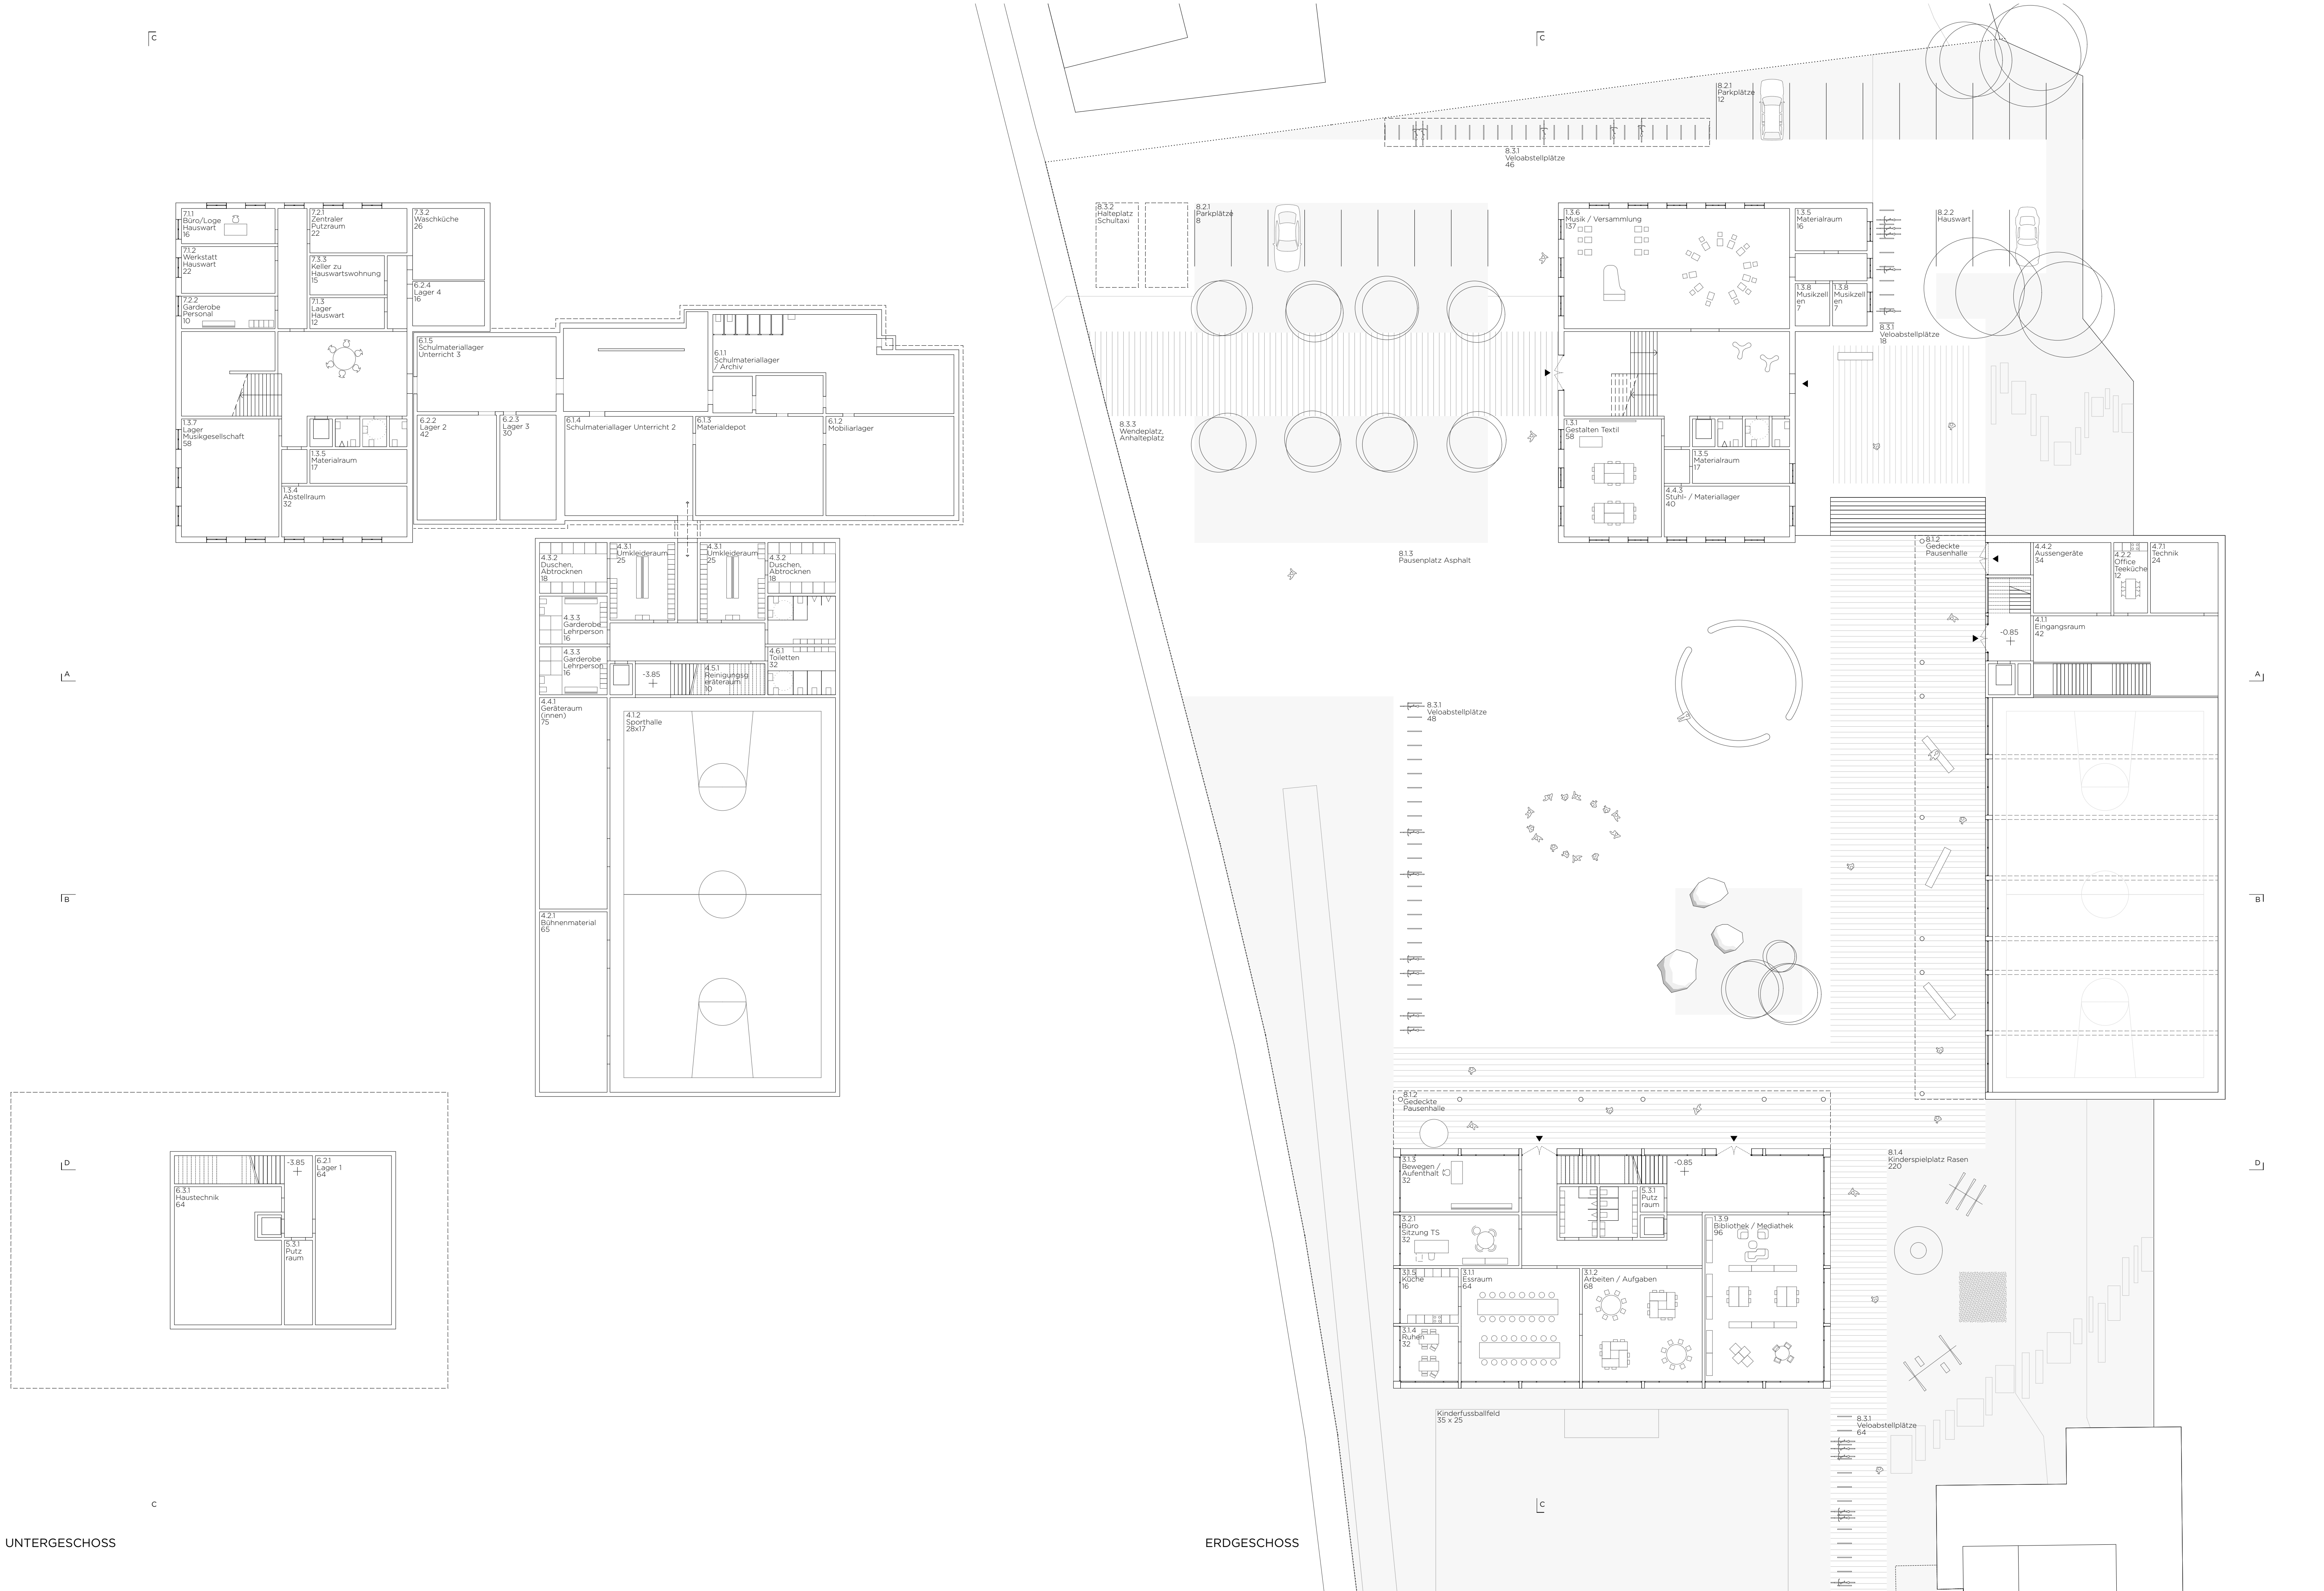 C
7.1.1
Büro/Loge
Hauswart
16
7.1.2
Werkstatt
Hauswart
22
7.2.2
Garderobe
Personal
10
7.2.1
Zentraler
Putzraum
22
7.3.3
Keller zu
Hauswartswohnung
15
7.1.3
Lager
Hauswart
12
7.3.2
Waschküche
26
6.2.4
Lager 4
16
6.1.5
Schulmateriallager
Unterricht 3
6.1.1
Schulmateriallager
/ Archiv
1.3.7
Lager
Musikgesellschaft
58
1.3.5
Materialraum
17
1.3.4
Abstellraum
32
6.2.2
Lager 2
42
6.2.3
Lager 3
30
6.1.4
Schulmateriallager Unterricht 2
6.1.3
Materialdepot
6.1.2
Mobiliarlager
4.3.2
Duschen,
Abtrocknen
18
4.3.1
Umkleideraum
25
4.3.1
Umkleideraum
25
4.3.2
Duschen,
Abtrocknen
18
4.3.3
Garderobe
Lehrperson
16
4.3.3
Garderobe
Lehrperson
16
-3.85
4.5.1
Reinigungsg
eräteraum
10
4.6.1
Toiletten
32
A
4.4.1
Geräteraum
(innen)
75
4.1.2
Sporthalle
28x17
B
4.2.1
Bühnenmaterial
65
D
-3.85
6.2.1
Lager 1
64
6.3.1
Haustechnik
64
5.3.1
Putz
raum
C
UNTERGESCHOSS
C
8.2.1
Parkplätze
12
8.3.1
Veloabstellplätze
46
8.3.2
Halteplatz
Schultaxi
8.2.1
Parkplätze
8
1.3.6
Musik / Versammlung
137
1.3.5
Materialraum
16
8.2.2
Hauswart
1.3.8
Musikzell
en
7
1.3.8
Musikzell
en
7
8.3.1
Veloabstellplätze
18
8.3.3
Wendeplatz,
Anhalteplatz
1.3.1
Gestalten Textil
58
1.3.5
Materialraum
17
4.4.3
Stuhl- / Materiallager
40
8.1.3
Pausenplatz Asphalt
8.1.2
Gedeckte
Pausenhalle
4.4.2
Aussengeräte
34
4.2.2
Office
Teeküche
12
4.7.1
Technik
24
4.1.1
Eingangsraum
42
-0.85
A
8.3.1
Veloabstellplätze
48
B
8.1.2
Gedeckte
Pausenhalle
3.1.3
Bewegen /
Aufenthalt
32
-0.85
5.3.1
Putz
raum
3.2.1
Büro
Sitzung TS
32
1.3.9
Bibliothek / Mediathek
96
3.1.5
Küche
16
3.1.1
Essraum
64
3.1.2
Arbeiten / Aufgaben
68
3.1.4
Ruhen
32
8.1.4
Kinderspielplatz Rasen
220
D
Kinderfussballfeld
35 x 25
8.3.1
Veloabstellplätze
64
C
ERDGESCHOSS